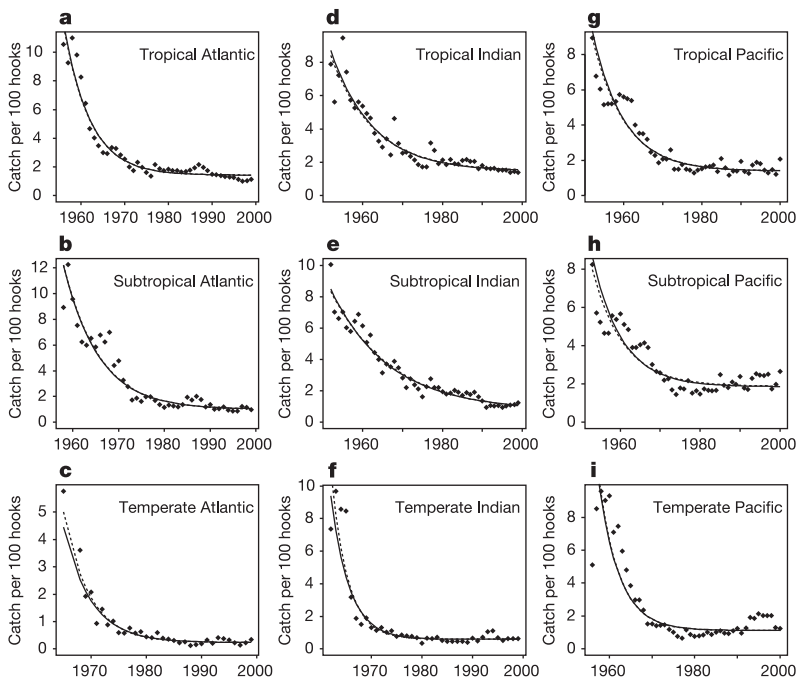 a
Tropical Atlantic
Catch per 100 hooks
10
8
6
4
2
0
1960 1970 1980 1990 2000
d
Tropical Indian
Catch per 100 hooks
10
8
6
4
2
0
1960 1980 2000
g
Tropical Pacific
Catch per 100 hooks
8
6
4
2
0
1960 1980 2000
b
Subtropical Atlantic
Catch per 100 hooks
12
10
8
6
4
2
0
1960 1970 1980 1990 2000
e
Subtropical Indian
Catch per 100 hooks
10
8
6
4
2
0
1960 1980 2000
h
Subtropical Pacific
Catch per 100 hooks
8
6
4
2
0
1960 1980 2000
c
Temperate Atlantic
Catch per 100 hooks
5
4
3
2
1
0
1970 1980 1990 2000
f
Temperate Indian
Catch per 100 hooks
10
8
6
4
2
0
1970 1980 1990 2000
i
Temperate Pacific
Catch per 100 hooks
8
6
4
2
0
1960 1980 2000